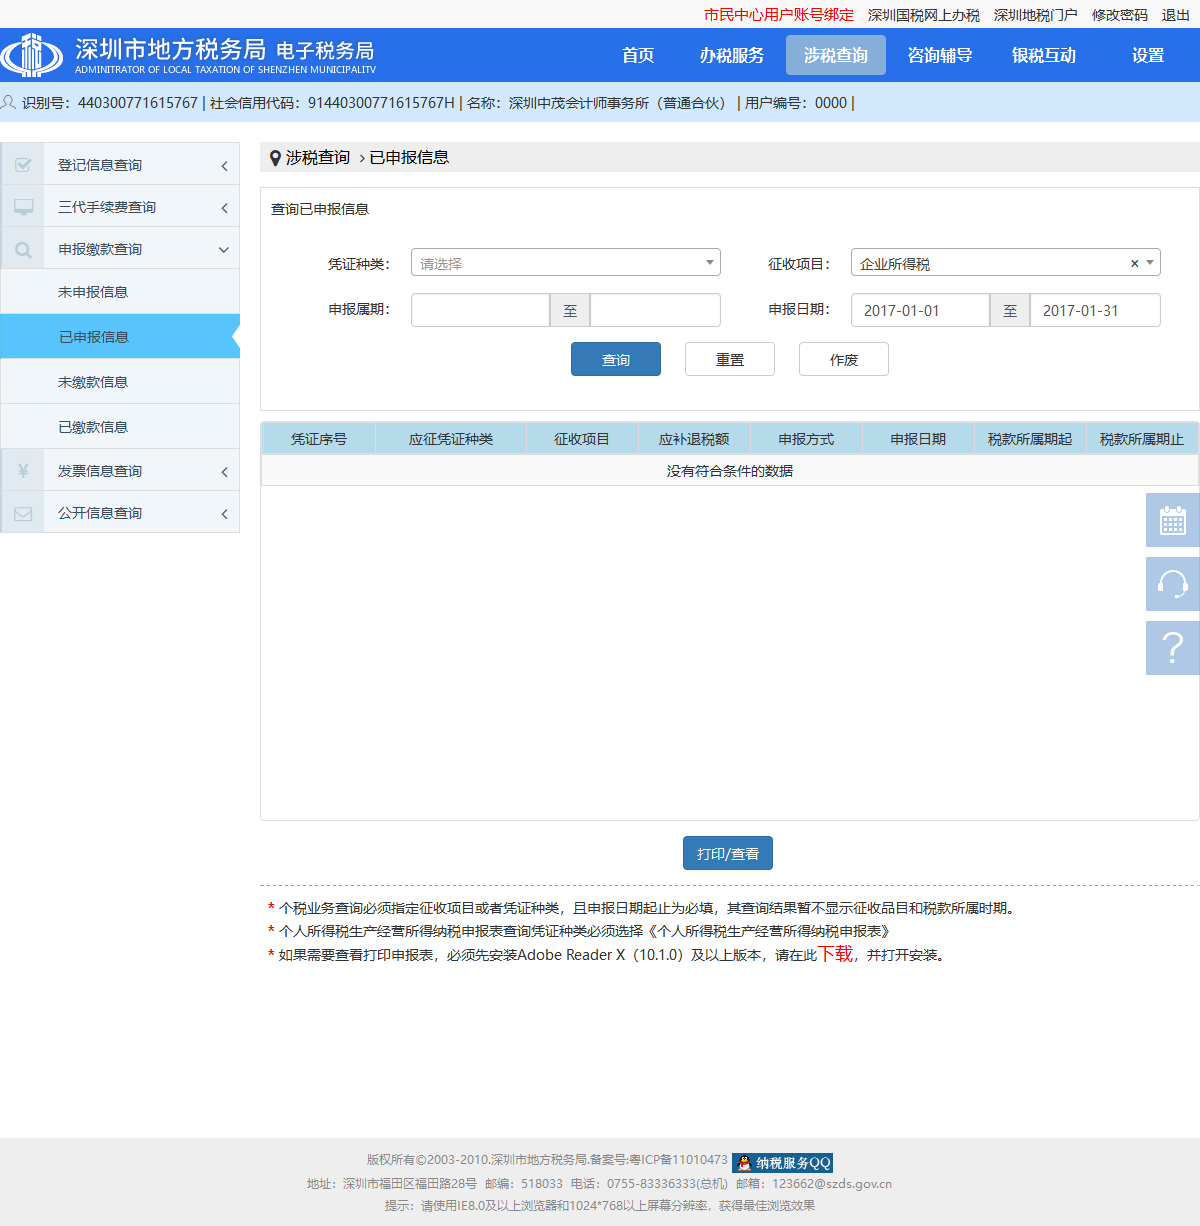 市民中心用户账号绑定 深圳国税网上办税 深圳地税门户 修改密码 退出
深圳市地方税务局 电子税务局
ADMINITRATOR OF LOCAL TAXATION OF SHENZHEN MUNICIPALITV
首页 办税服务 涉税查询 咨询辅导 银税互动 设置
识别号：440300771615767 | 社会信用代码：91440300771615767H | 名称：深圳中茂会计师事务所（普通合伙） | 用户编号：0000 |
登记信息查询
三代手续费查询
申报缴款查询
未申报信息
已申报信息
未缴款信息
已缴款信息
发票信息查询
公开信息查询
涉税查询 › 已申报信息
查询已申报信息
凭证种类： 请选择 征收项目： 企业所得税 ×
申报属期： 至 申报日期： 2017-01-01 至 2017-01-31
查询 重置 作废
凭证序号 应征凭证种类 征收项目 应补退税额 申报方式 申报日期 税款所属期起 税款所属期止
没有符合条件的数据
打印/查看
* 个税业务查询必须指定征收项目或者凭证种类，且申报日期起止为必填，其查询结果暂不显示征收品目和税款所属时期。
* 个人所得税生产经营所得纳税申报表查询凭证种类必须选择《个人所得税生产经营所得纳税申报表》
* 如果需要查看打印申报表，必须先安装Adobe Reader X（10.1.0）及以上版本，请在此下载，并打开安装。
版权所有©2003-2010.深圳市地方税务局.备案号:粤ICP备11010473 纳税服务QQ
地址：深圳市福田区福田路28号 邮编：518033 电话：0755-83336333(总机) 邮箱：123662@szds.gov.cn
提示：请使用IE8.0及以上浏览器和1024*768以上屏幕分辨率，获得最佳浏览效果